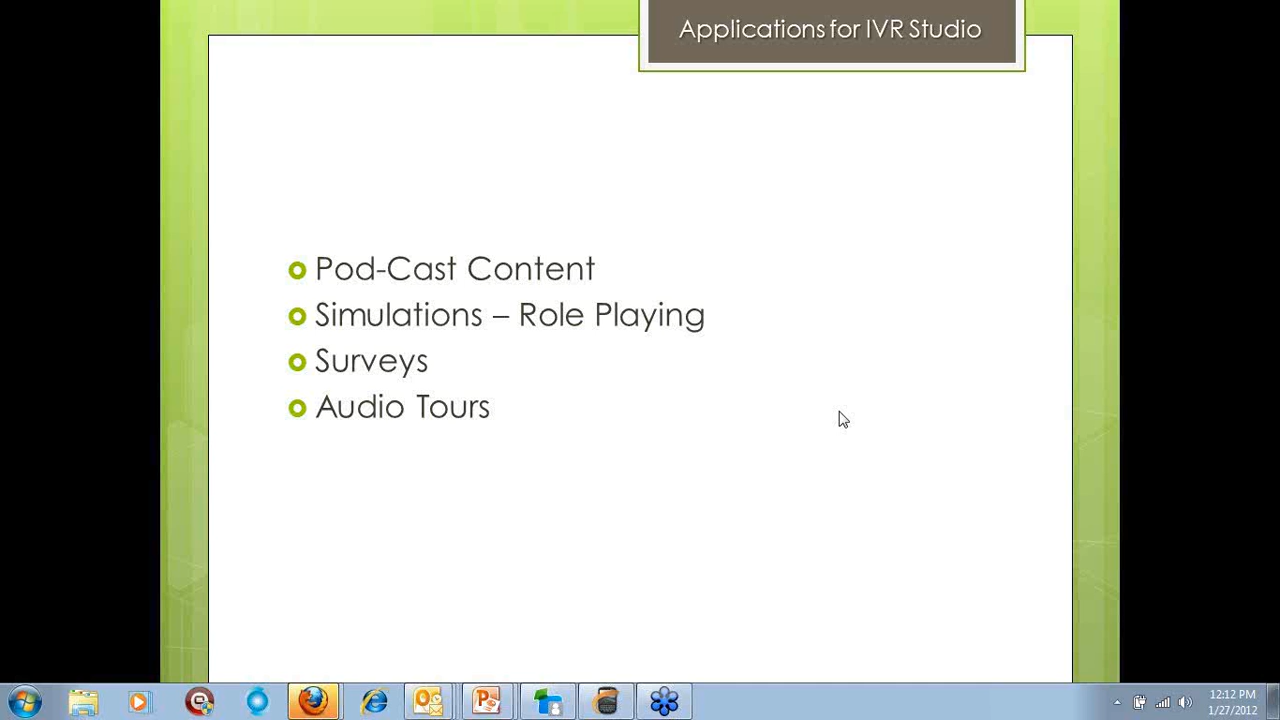 Applications for IVR Studio
Pod-Cast Content
Simulations – Role Playing
Surveys
Audio Tours
12:12 PM
1/27/2012